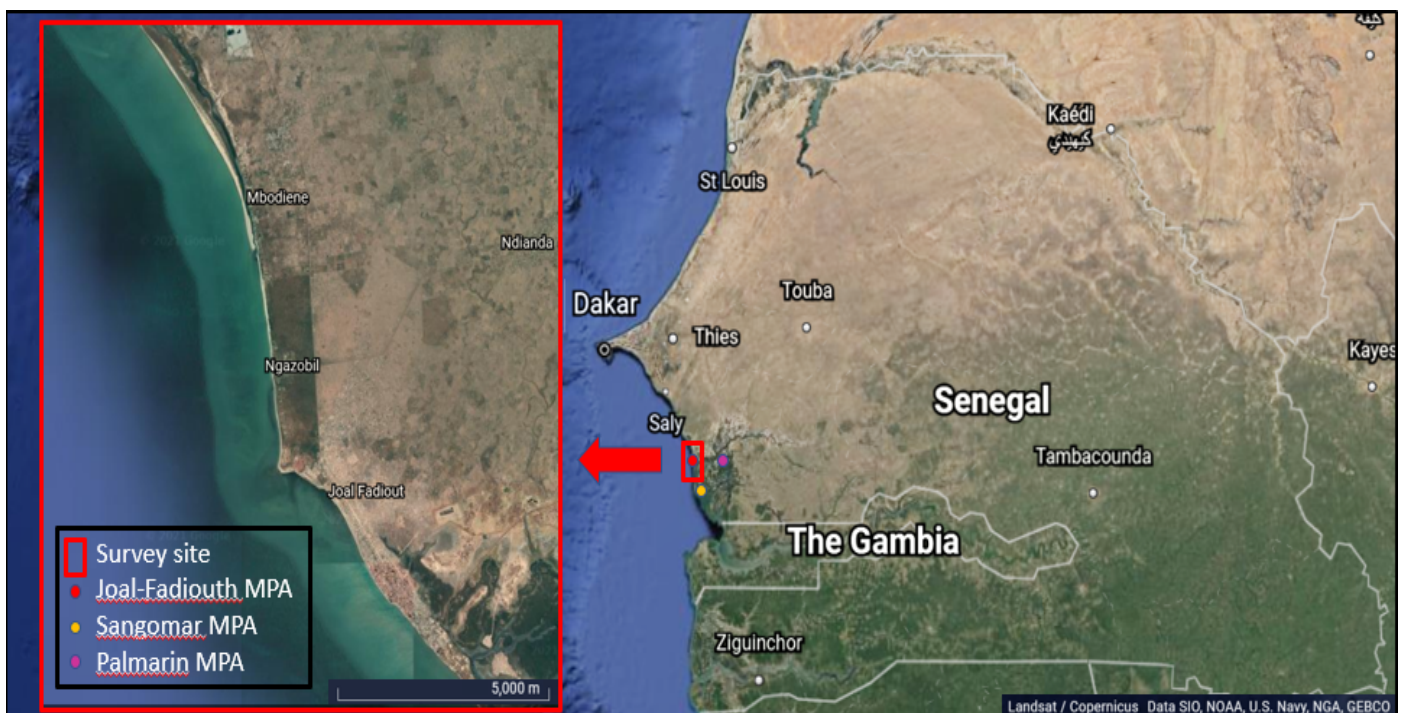 Mbodiene
Ndianda
Ngazobil
Joal Fadiout
Survey site
Joal-Fadiouth MPA
Sangomar MPA
Palmarin MPA
5,000 m
Kaédi
كيهيدي
St Louis
Dakar
Touba
Thies
Kayes
Saly
Senegal
Tambacounda
The Gambia
Ziguinchor
Landsat / Copernicus Data SIO, NOAA, U.S. Navy, NGA, GEBCO